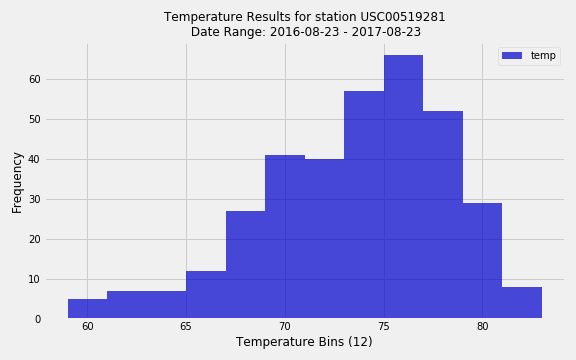 Temperature Results for station USC00519281
Date Range: 2016-08-23 - 2017-08-23
temp
Frequency
60
50
40
30
20
10
0
60 65 70 75 80
Temperature Bins (12)